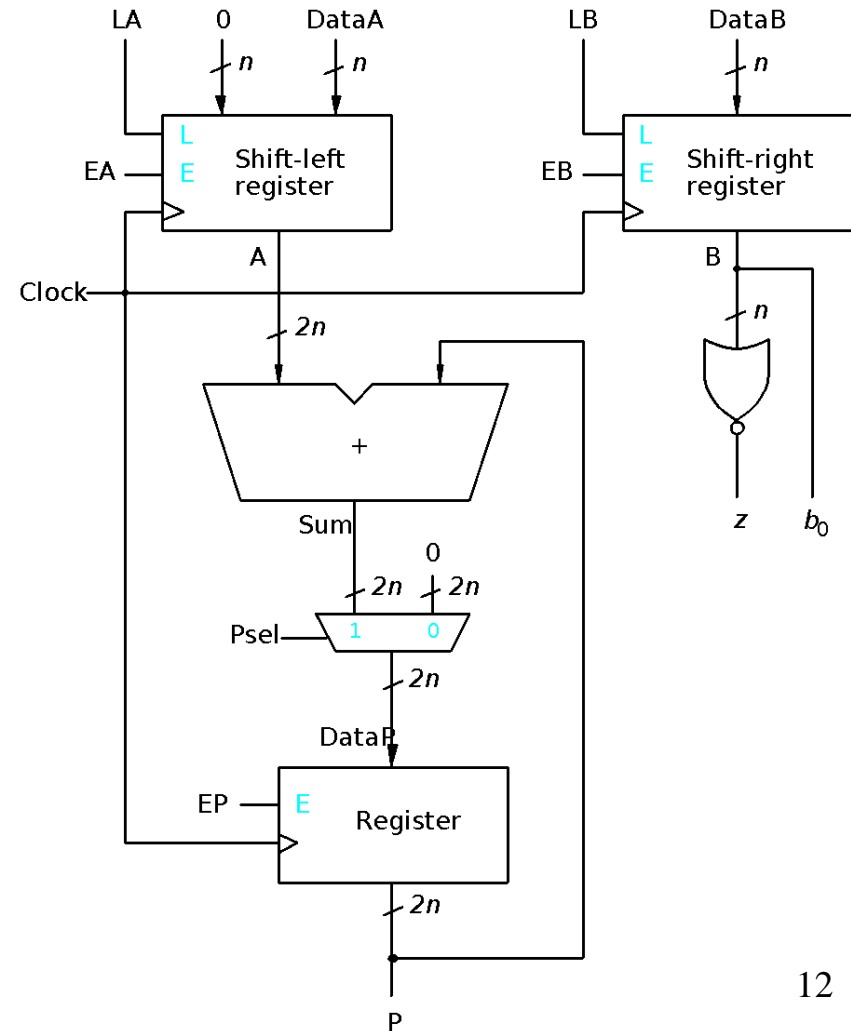 LA 0 DataA LB DataB
n n n
L L
Shift-left Shift-right
EA E register EB E register
A B
Clock
2n n
+
Sum z b0
0
2n 2n
Psel 1 0
2n
DataP
EP E Register
2n
12
P